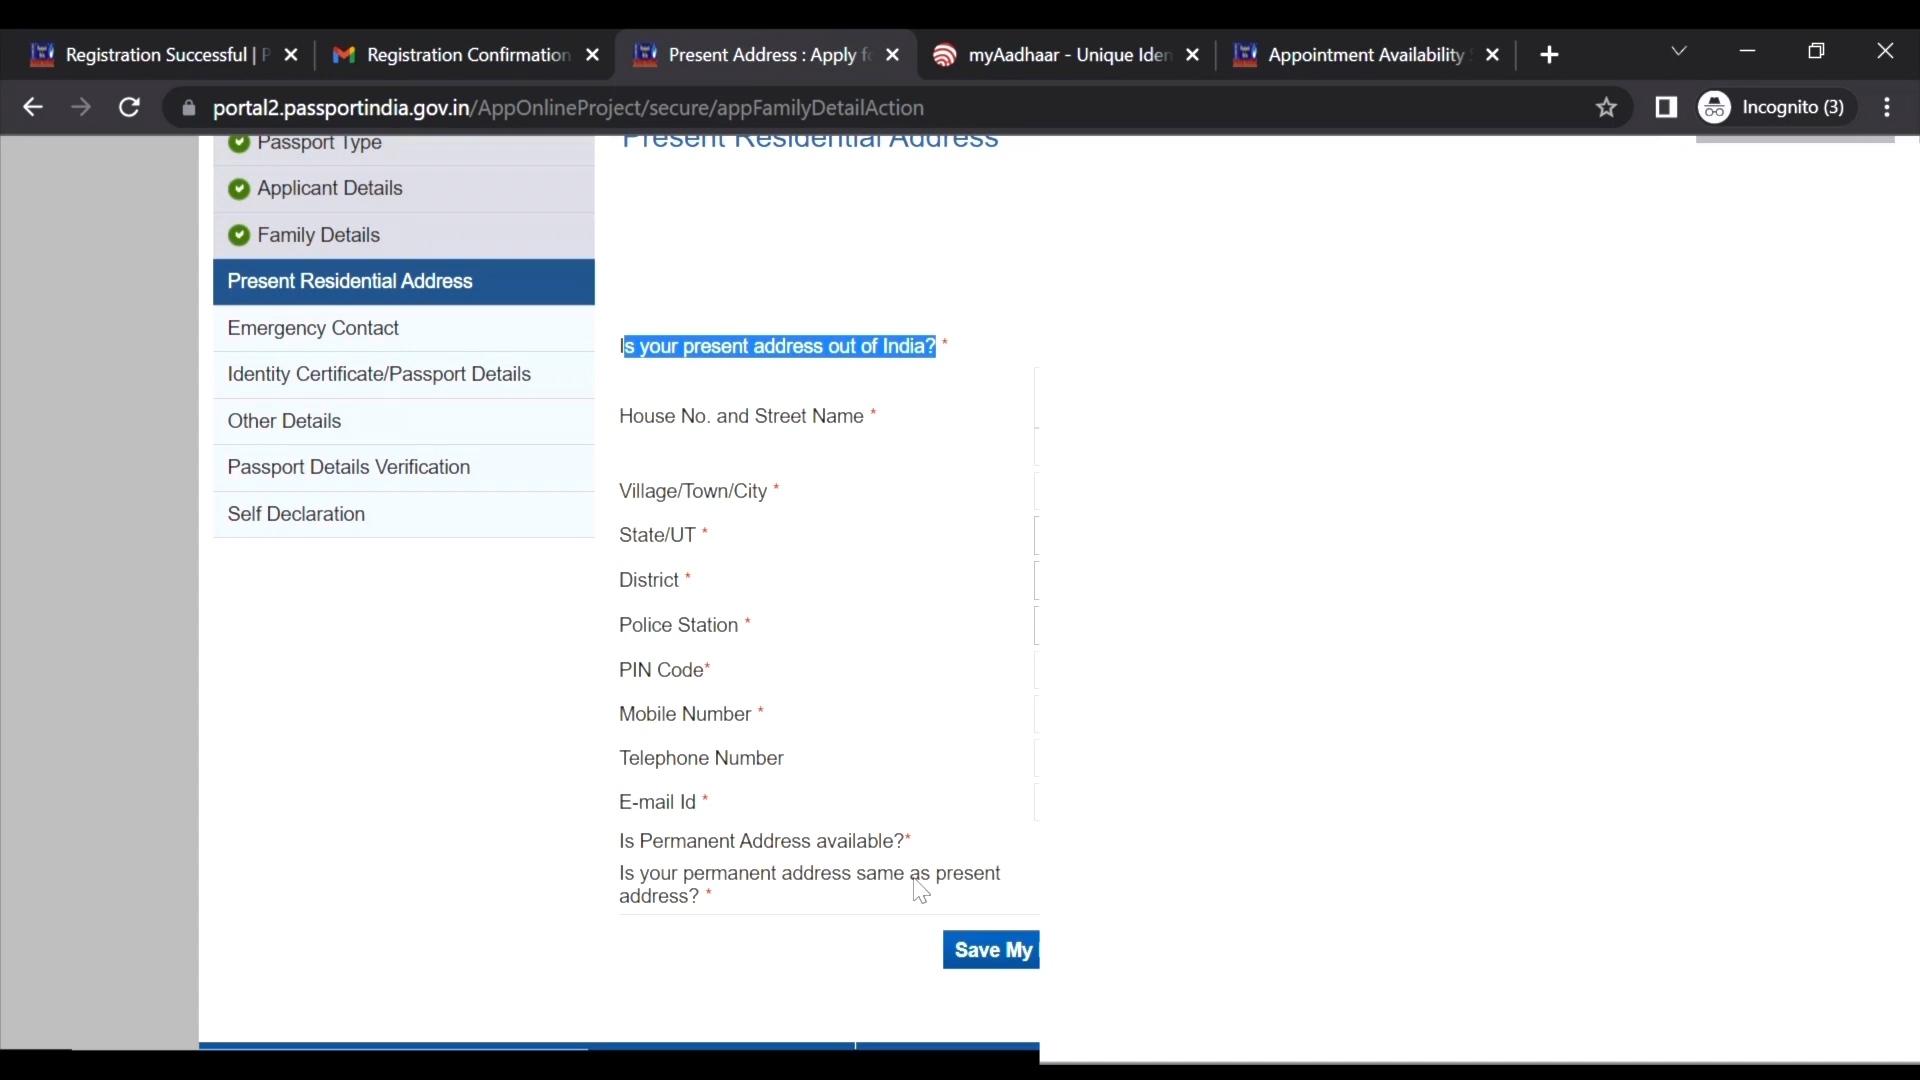 Registration Successful | P
Registration Confirmation
Present Address : Apply fo
myAadhaar - Unique Iden
Appointment Availability S
portal2.passportindia.gov.in/AppOnlineProject/secure/appFamilyDetailAction
Incognito (3)
Passport Type
Applicant Details
Family Details
Present Residential Address
Emergency Contact
Identity Certificate/Passport Details
Other Details
Passport Details Verification
Self Declaration
Present Residential Address
Is your present address out of India? *
House No. and Street Name *
Village/Town/City *
State/UT *
District *
Police Station *
PIN Code*
Mobile Number *
Telephone Number
E-mail Id *
Is Permanent Address available?*
Is your permanent address same as present
address? *
Save My